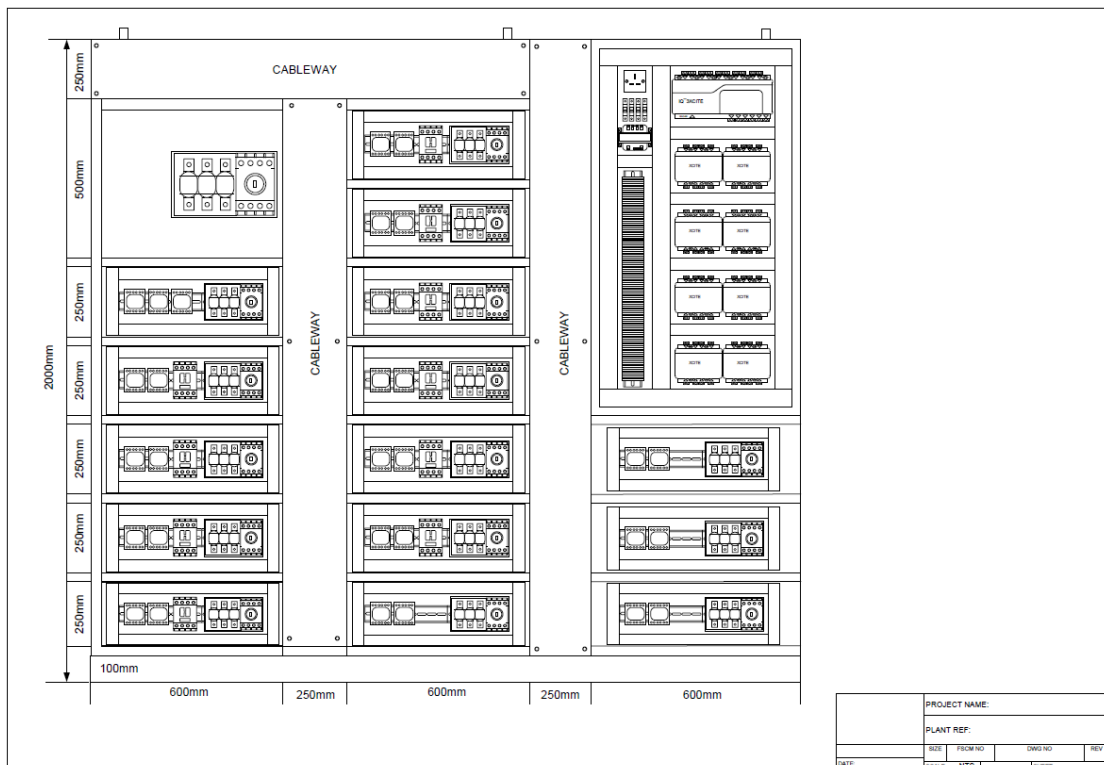 CABLEWAY
250mm
500mm
250mm
250mm
250mm
250mm
250mm
2000mm
CABLEWAY
CABLEWAY
100mm
600mm
250mm
600mm
250mm
600mm
PROJECT NAME:
PLANT REF:
SIZE FSCM NO DWG NO REV
DATE:
NTS